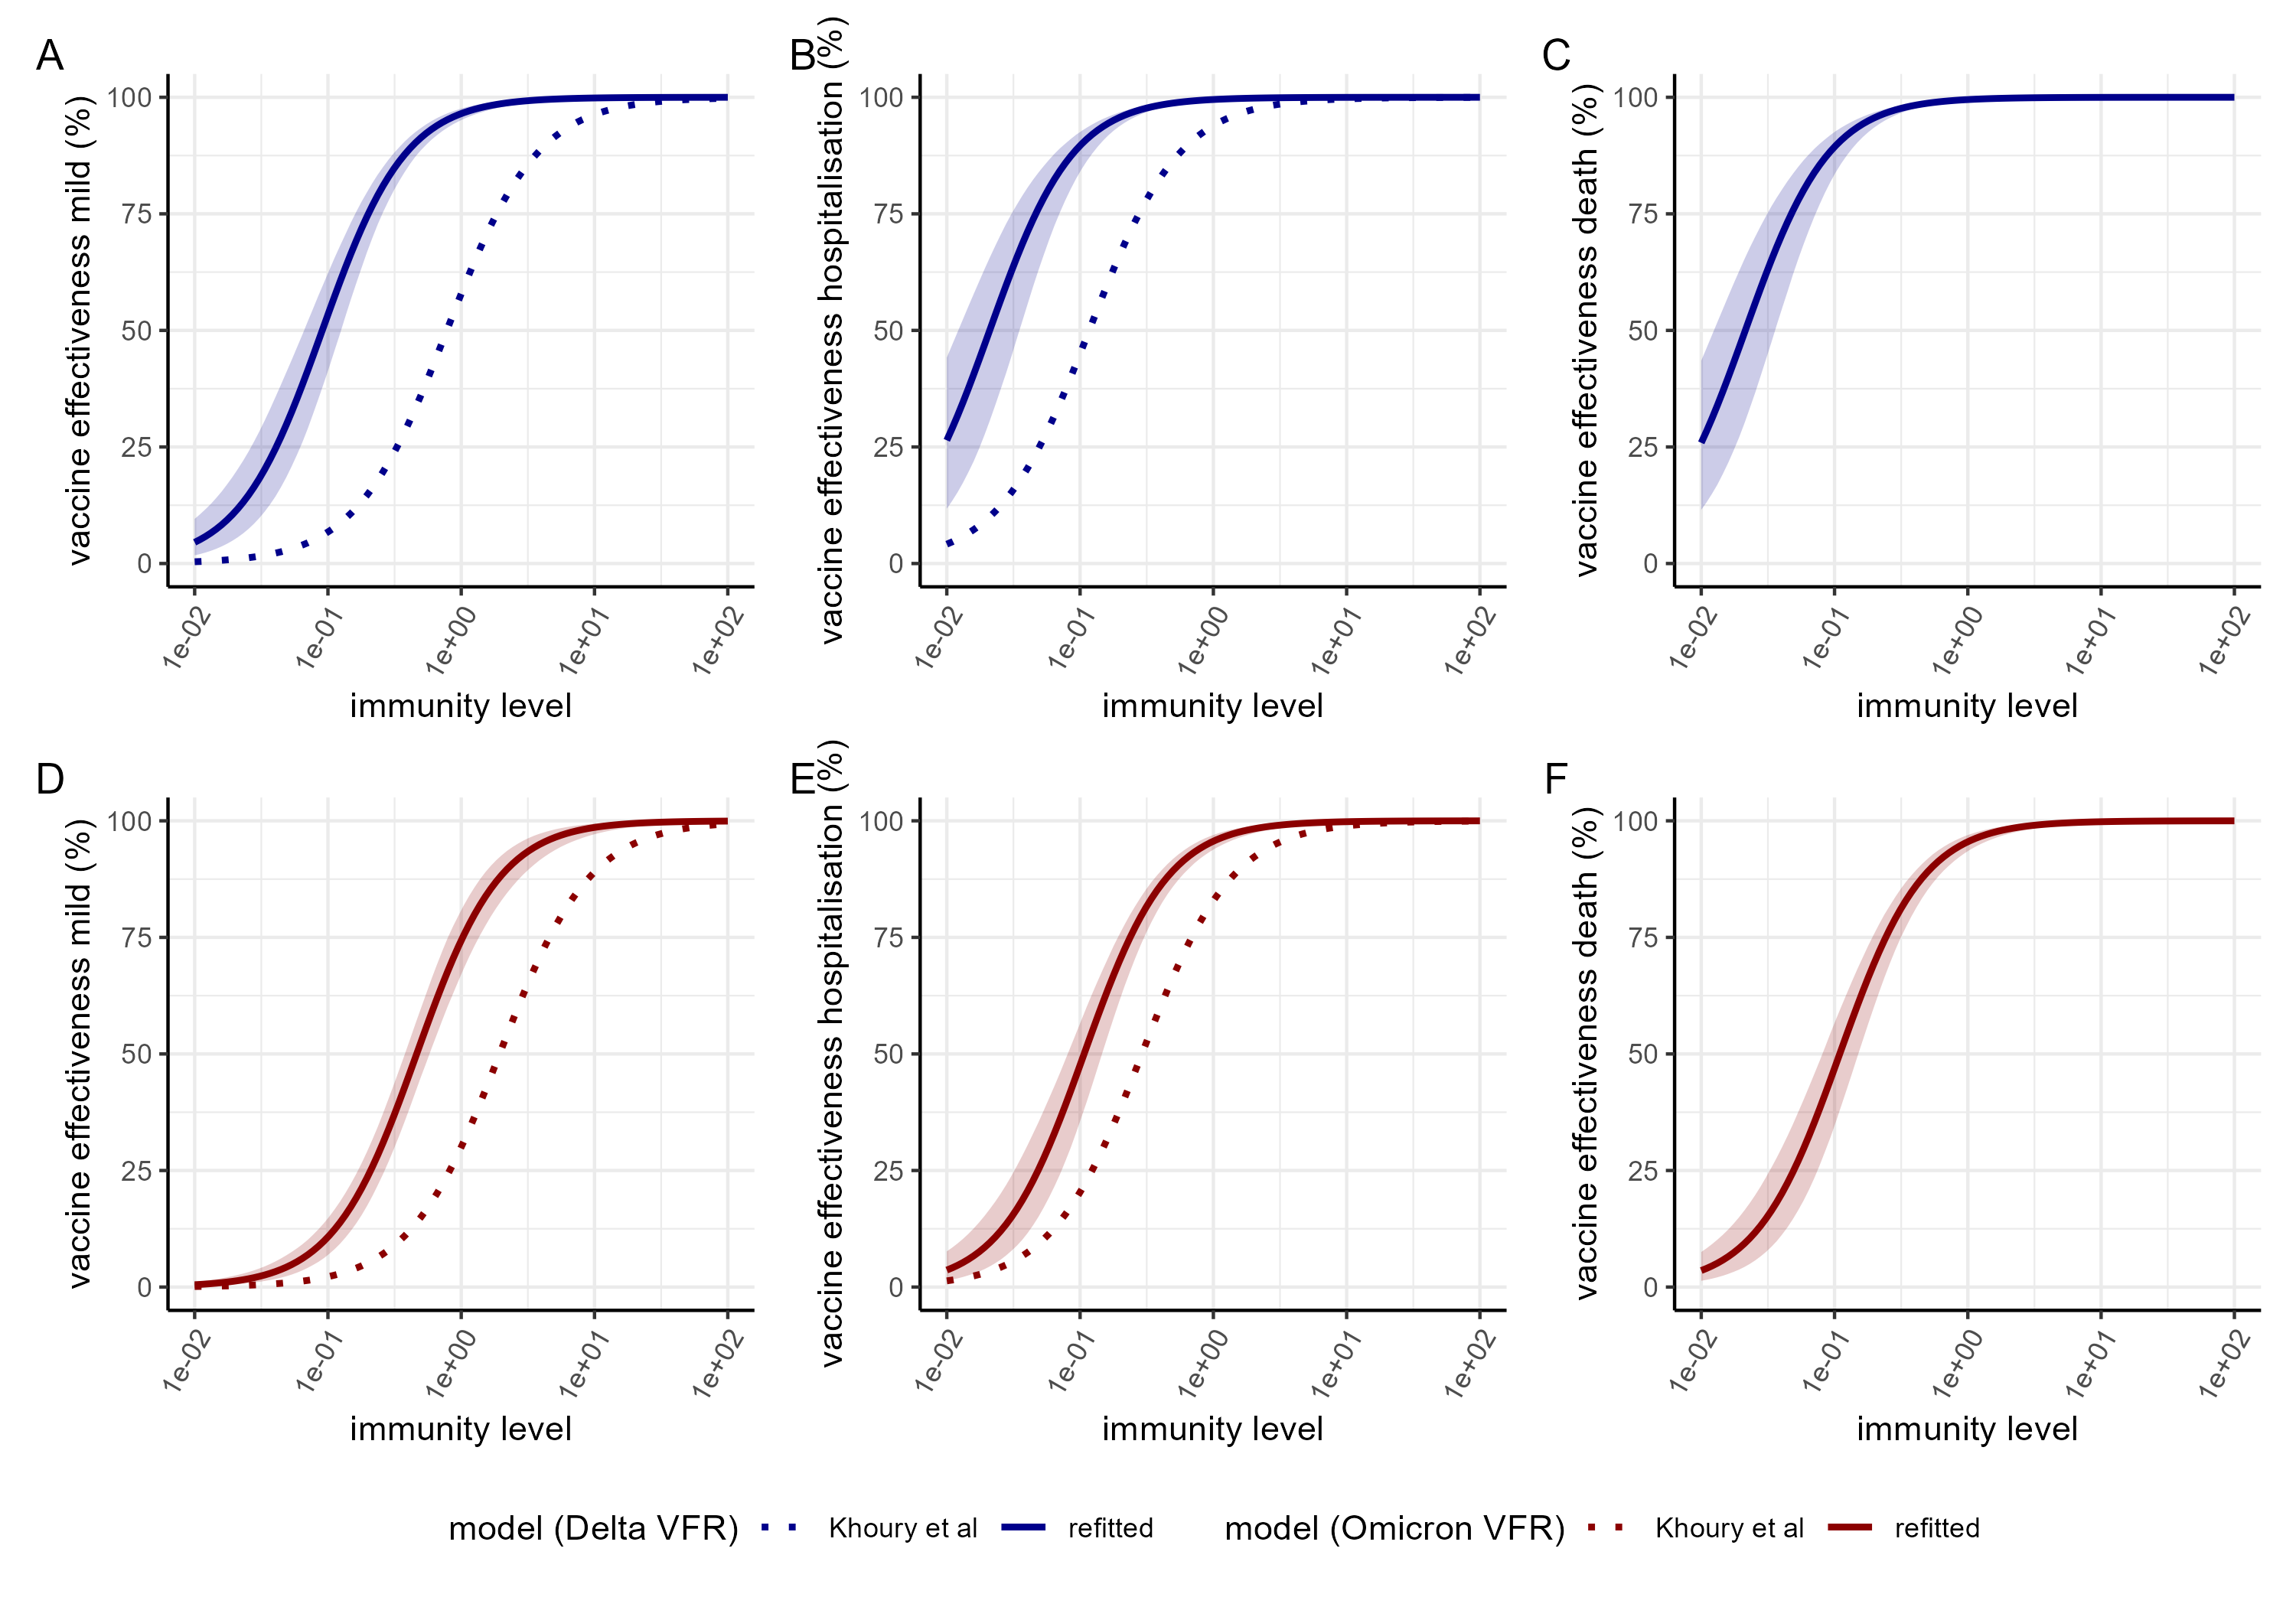 A
vaccine effectiveness mild (%)
100
75
50
25
0
1e-02
1e-01
1e+00
1e+01
1e+02
immunity level
B
vaccine effectiveness hospitalisation (%)
100
75
50
25
0
1e-02
1e-01
1e+00
1e+01
1e+02
immunity level
C
vaccine effectiveness death (%)
100
75
50
25
0
1e-02
1e-01
1e+00
1e+01
1e+02
immunity level
D
vaccine effectiveness mild (%)
100
75
50
25
0
1e-02
1e-01
1e+00
1e+01
1e+02
immunity level
E
vaccine effectiveness hospitalisation (%)
100
75
50
25
0
1e-02
1e-01
1e+00
1e+01
1e+02
immunity level
F
vaccine effectiveness death (%)
100
75
50
25
0
1e-02
1e-01
1e+00
1e+01
1e+02
immunity level
model (Delta VFR) Khoury et al refitted model (Omicron VFR) Khoury et al refitted